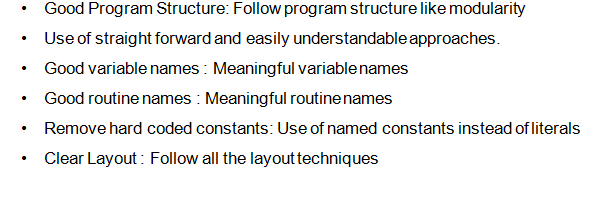 • Good Program Structure: Follow program structure like modularity
• Use of straight forward and easily understandable approaches.
• Good variable names : Meaningful variable names
• Good routine names : Meaningful routine names
• Remove hard coded constants: Use of named constants instead of literals
• Clear Layout : Follow all the layout techniques